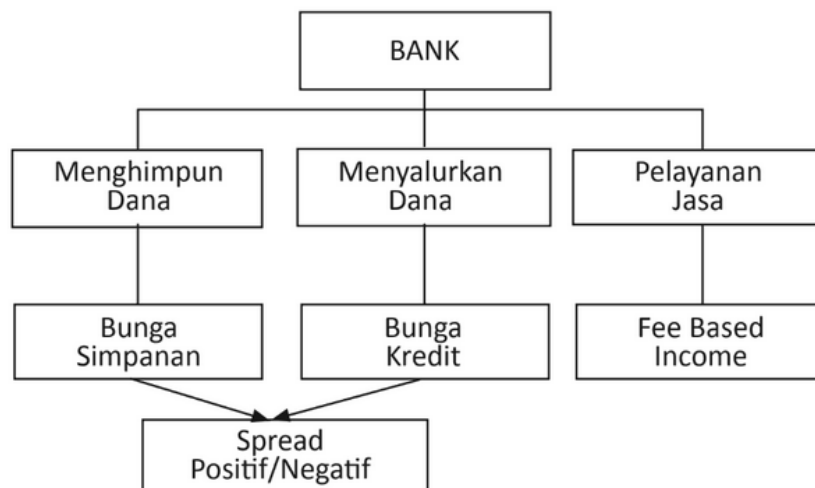 BANK
Menghimpun
Dana
Menyalurkan
Dana
Pelayanan
Jasa
Bunga
Simpanan
Bunga
Kredit
Fee Based
Income
Spread
Positif/Negatif